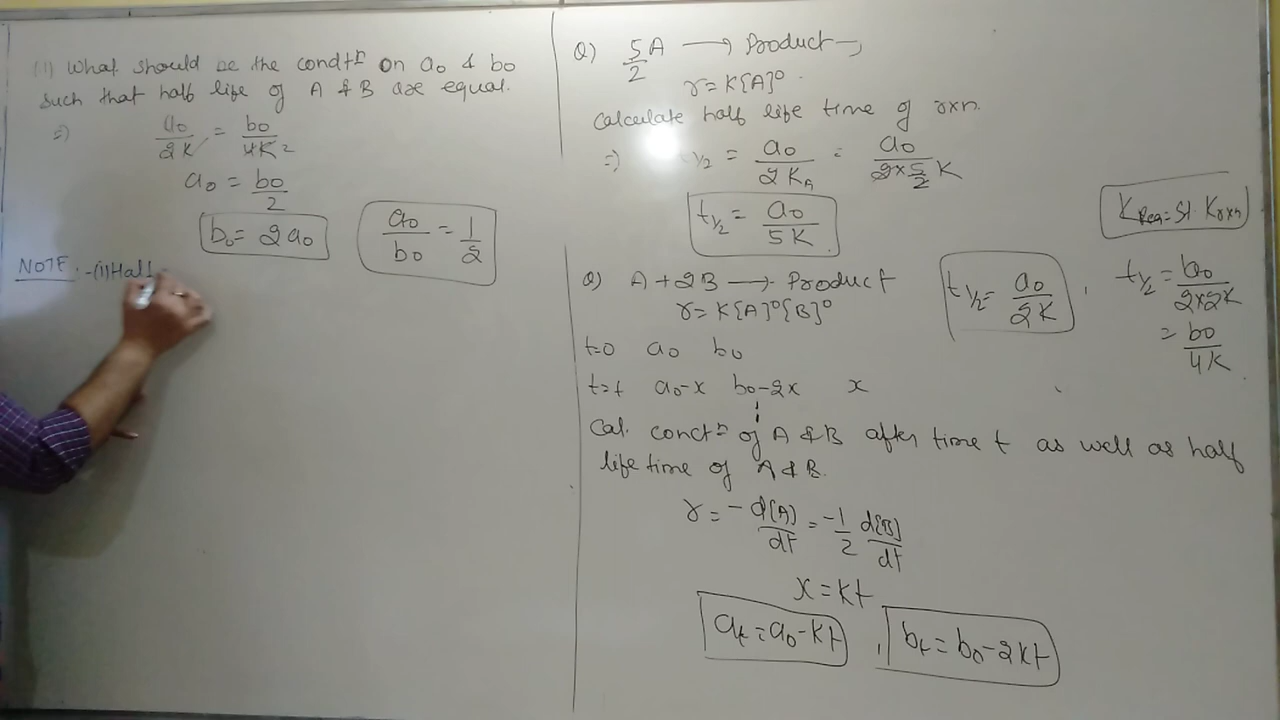 (1) What should be the condtⁿ on a₀ & b₀
such that half life of A & B are equal.
=) a₀/2K = b₀/4K
a₀ = b₀/2
b₀ = 2a₀
a₀/b₀ = 1/2
NOTE :-(1) Half
Q) 5/2 A ⟶ Product
r = K[A]⁰
Calculate half life time of rxn.
=) t₁/₂ = a₀/2K_A = a₀/(2×5/2 K)
t₁/₂ = a₀/5K
K_Rea = St. K_rxn
Q) A + 2B ⟶ Product
r = K[A]⁰[B]⁰
t₁/₂ = a₀/2K , t₁/₂ = b₀/(2×2K)
= b₀/4K
t=0 a₀ b₀
t=t a₀-x b₀-2x x
Cal. conctⁿ of A & B after time t as well as half
life time of A & B.
r = -d[A]/dt = -1/2 d[B]/dt
x = Kt
a_t = a₀-Kt , b_t = b₀-2Kt